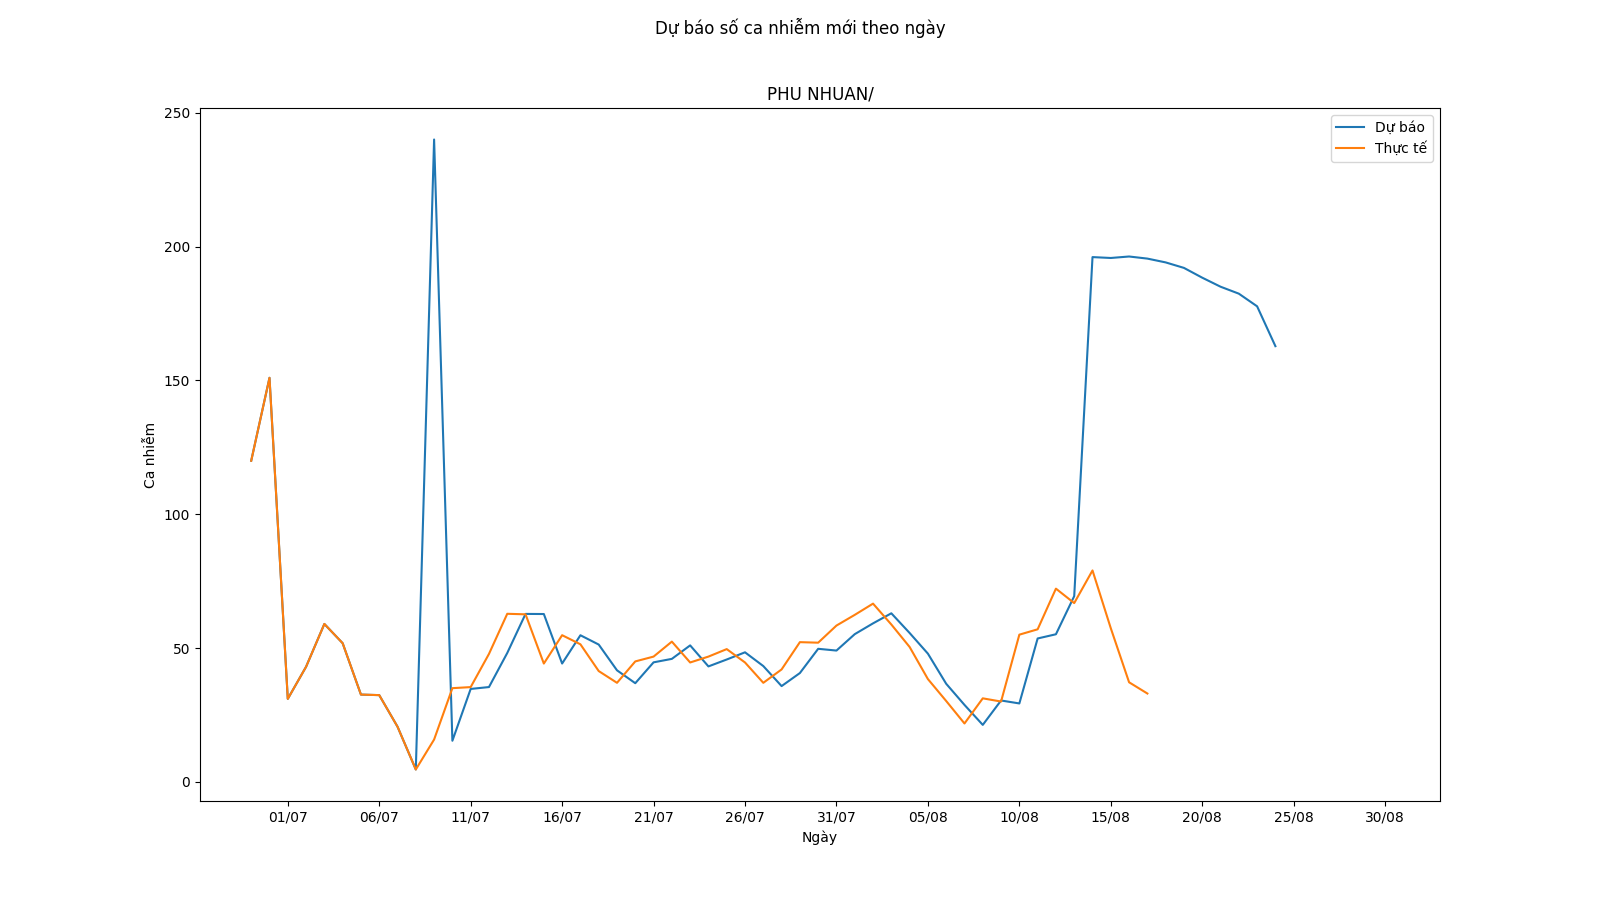 Dự báo số ca nhiễm mới theo ngày
PHU NHUAN/
Dự báo
Thực tế
250
200
150
100
50
0
Ca nhiễm
01/07 06/07 11/07 16/07 21/07 26/07 31/07 05/08 10/08 15/08 20/08 25/08 30/08
Ngày